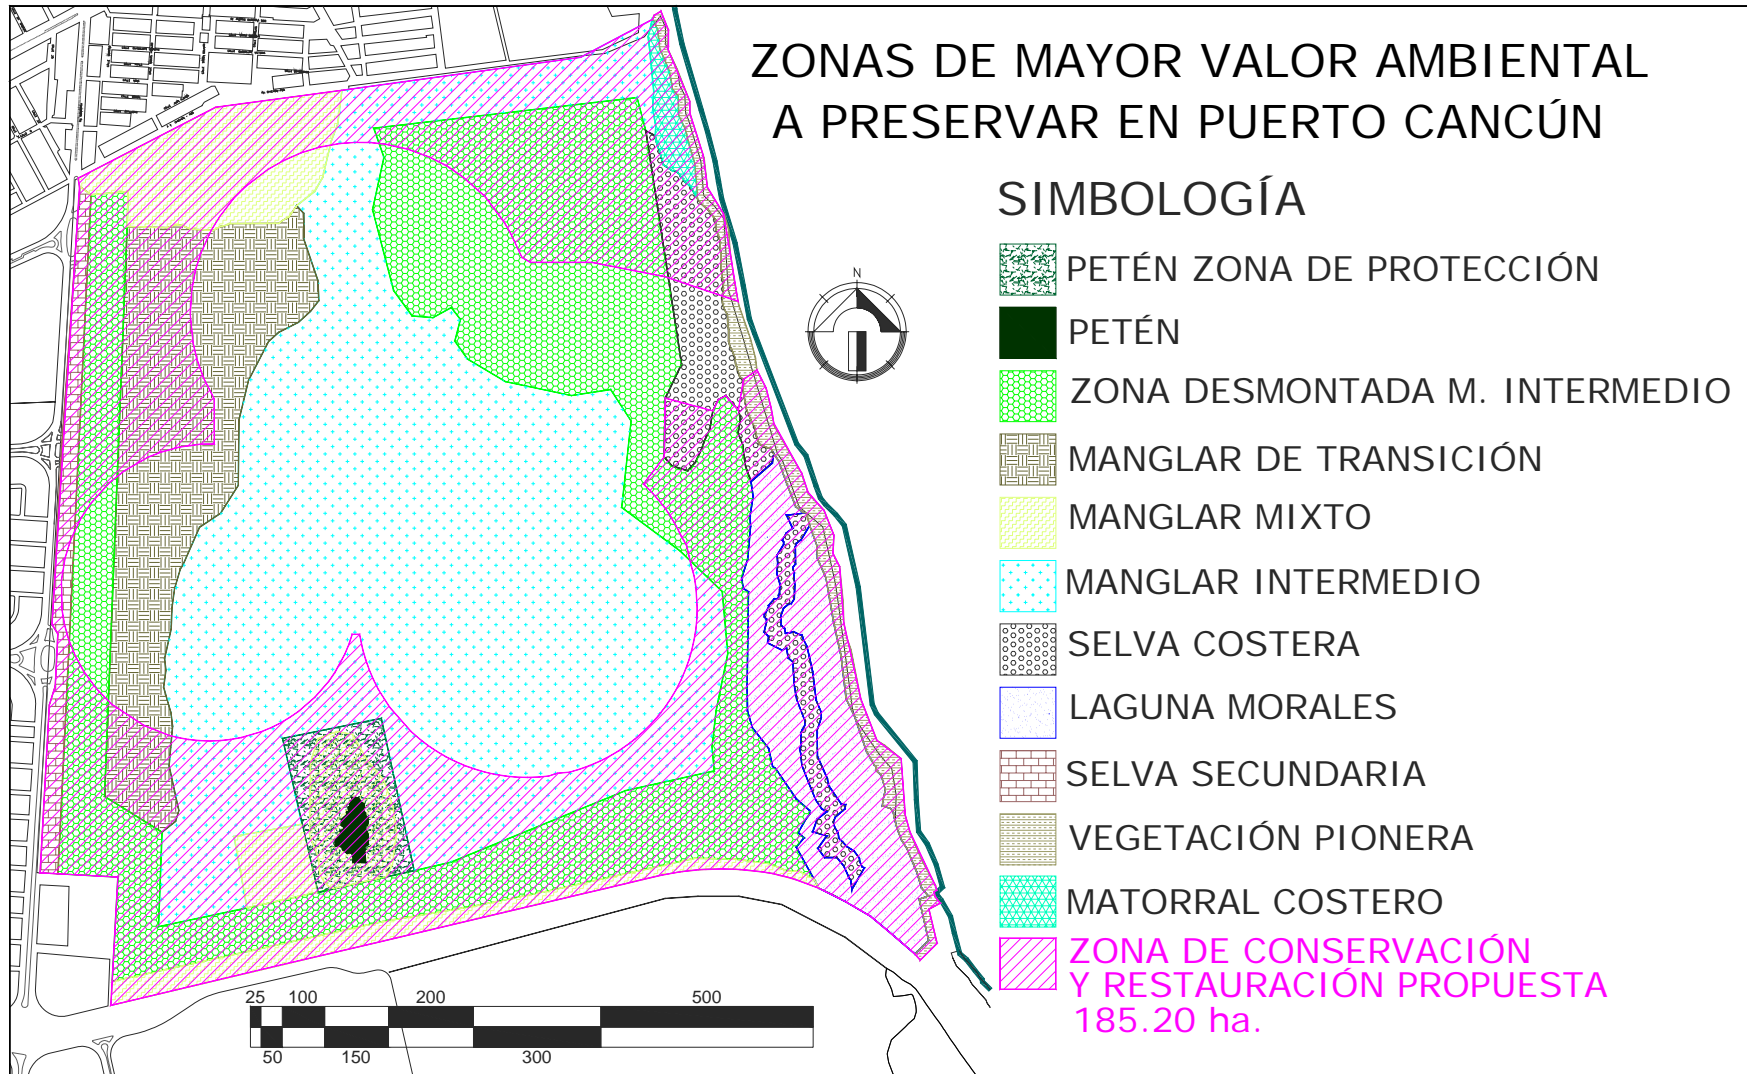 ZONAS DE MAYOR VALOR AMBIENTAL
A PRESERVAR EN PUERTO CANCÚN
SIMBOLOGÍA
PETÉN ZONA DE PROTECCIÓN
PETÉN
ZONA DESMONTADA M. INTERMEDIO
MANGLAR DE TRANSICIÓN
MANGLAR MIXTO
MANGLAR INTERMEDIO
SELVA COSTERA
LAGUNA MORALES
SELVA SECUNDARIA
VEGETACIÓN PIONERA
MATORRAL COSTERO
ZONA DE CONSERVACIÓN
Y RESTAURACIÓN PROPUESTA
185.20 ha.
N
25 100 200 500
50 150 300